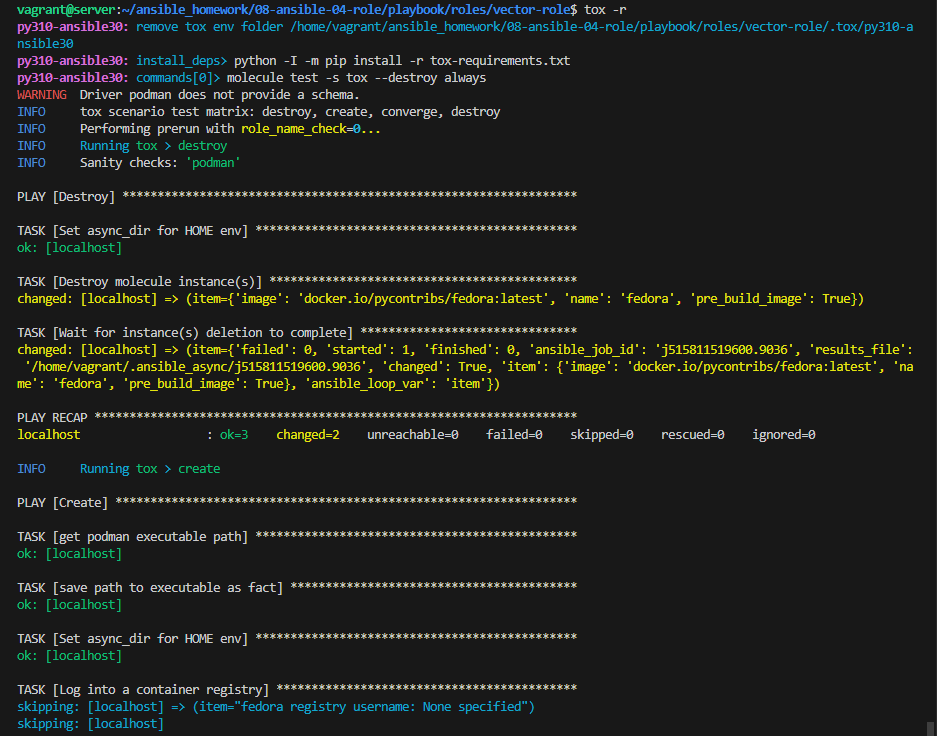 vagrant@server:~/ansible_homework/08-ansible-04-role/playbook/roles/vector-role$ tox -r
py310-ansible30: remove tox env folder /home/vagrant/ansible_homework/08-ansible-04-role/playbook/roles/vector-role/.tox/py310-a
nsible30
py310-ansible30: install_deps> python -I -m pip install -r tox-requirements.txt
py310-ansible30: commands[0]> molecule test -s tox --destroy always
WARNING  Driver podman does not provide a schema.
INFO     tox scenario test matrix: destroy, create, converge, destroy
INFO     Performing prerun with role_name_check=0...
INFO     Running tox > destroy
INFO     Sanity checks: 'podman'

PLAY [Destroy] *****************************************************************

TASK [Set async_dir for HOME env] **********************************************
ok: [localhost]

TASK [Destroy molecule instance(s)] ********************************************
changed: [localhost] => (item={'image': 'docker.io/pycontribs/fedora:latest', 'name': 'fedora', 'pre_build_image': True})

TASK [Wait for instance(s) deletion to complete] *******************************
changed: [localhost] => (item={'failed': 0, 'started': 1, 'finished': 0, 'ansible_job_id': 'j515811519600.9036', 'results_file':
 '/home/vagrant/.ansible_async/j515811519600.9036', 'changed': True, 'item': {'image': 'docker.io/pycontribs/fedora:latest', 'na
me': 'fedora', 'pre_build_image': True}, 'ansible_loop_var': 'item'})

PLAY RECAP *********************************************************************
localhost                  : ok=3    changed=2    unreachable=0    failed=0    skipped=0    rescued=0    ignored=0

INFO     Running tox > create

PLAY [Create] ******************************************************************

TASK [get podman executable path] **********************************************
ok: [localhost]

TASK [save path to executable as fact] *****************************************
ok: [localhost]

TASK [Set async_dir for HOME env] **********************************************
ok: [localhost]

TASK [Log into a container registry] *******************************************
skipping: [localhost] => (item="fedora registry username: None specified")
skipping: [localhost]